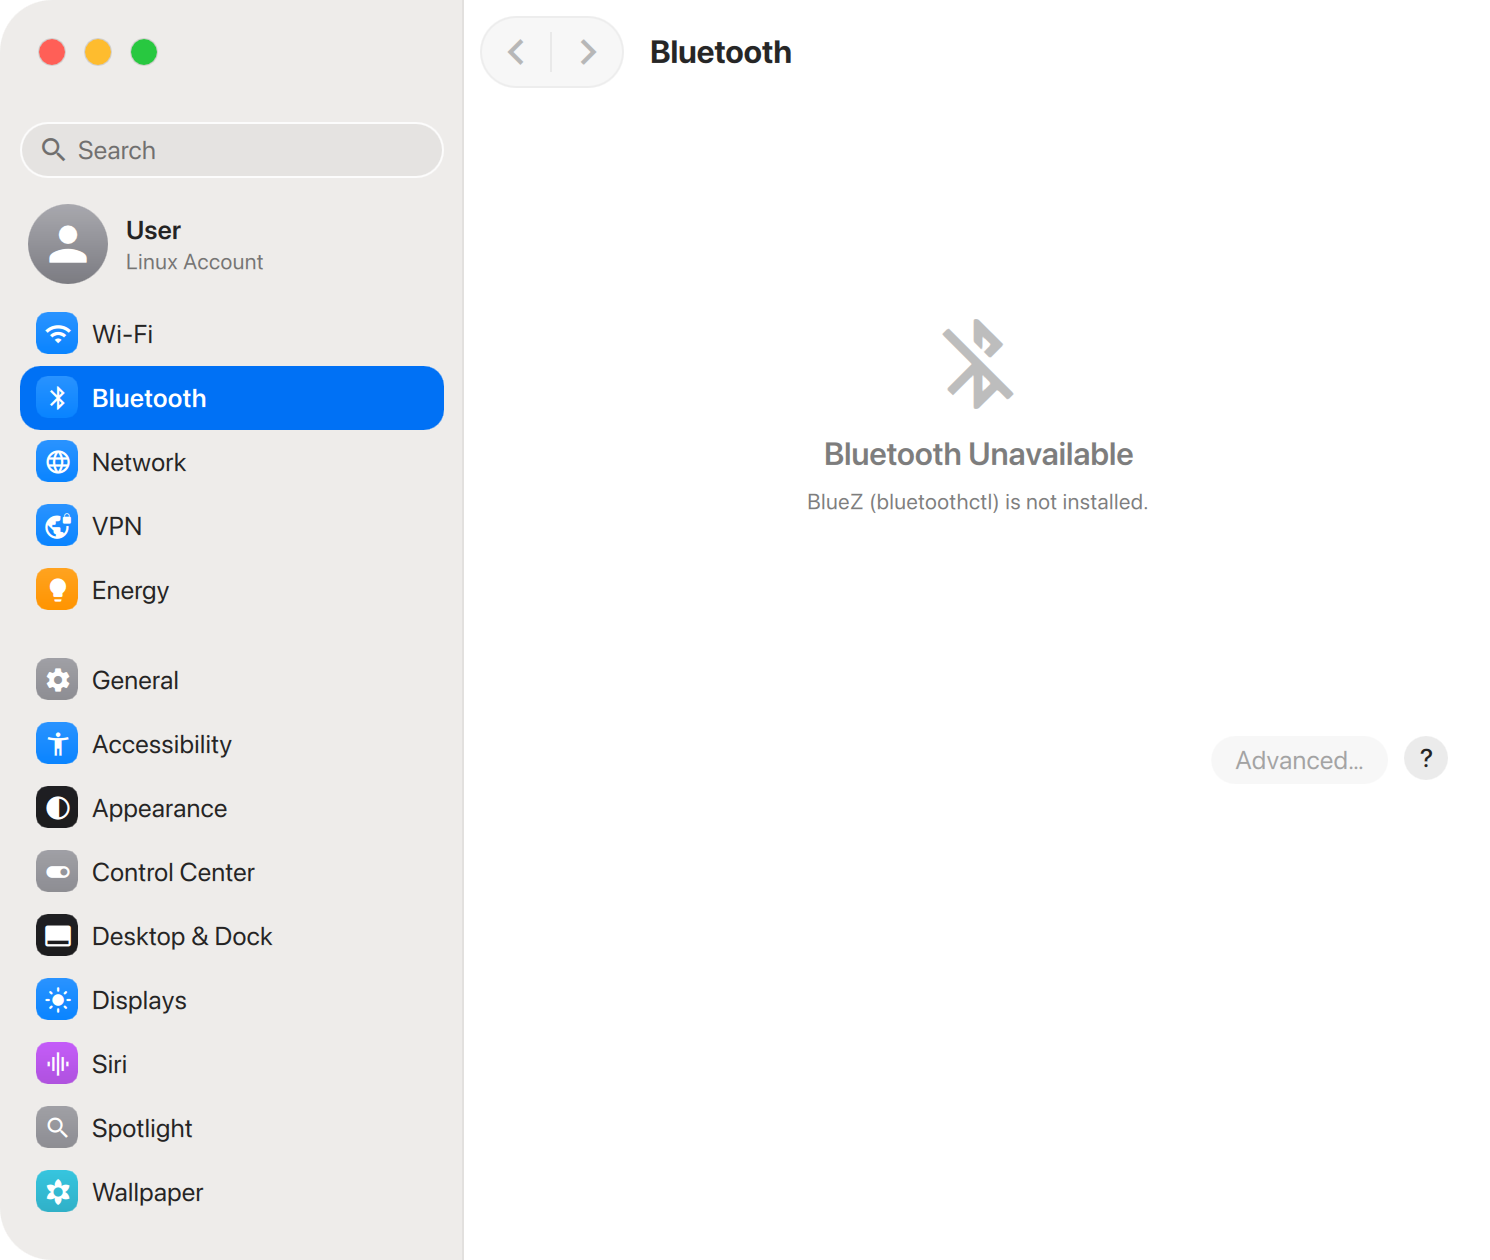 Bluetooth
Search
User
Linux Account
Wi-Fi
Bluetooth
Network
VPN
Energy
General
Accessibility
Appearance
Control Center
Desktop & Dock
Displays
Siri
Spotlight
Wallpaper
Bluetooth Unavailable
BlueZ (bluetoothctl) is not installed.
Advanced...
?